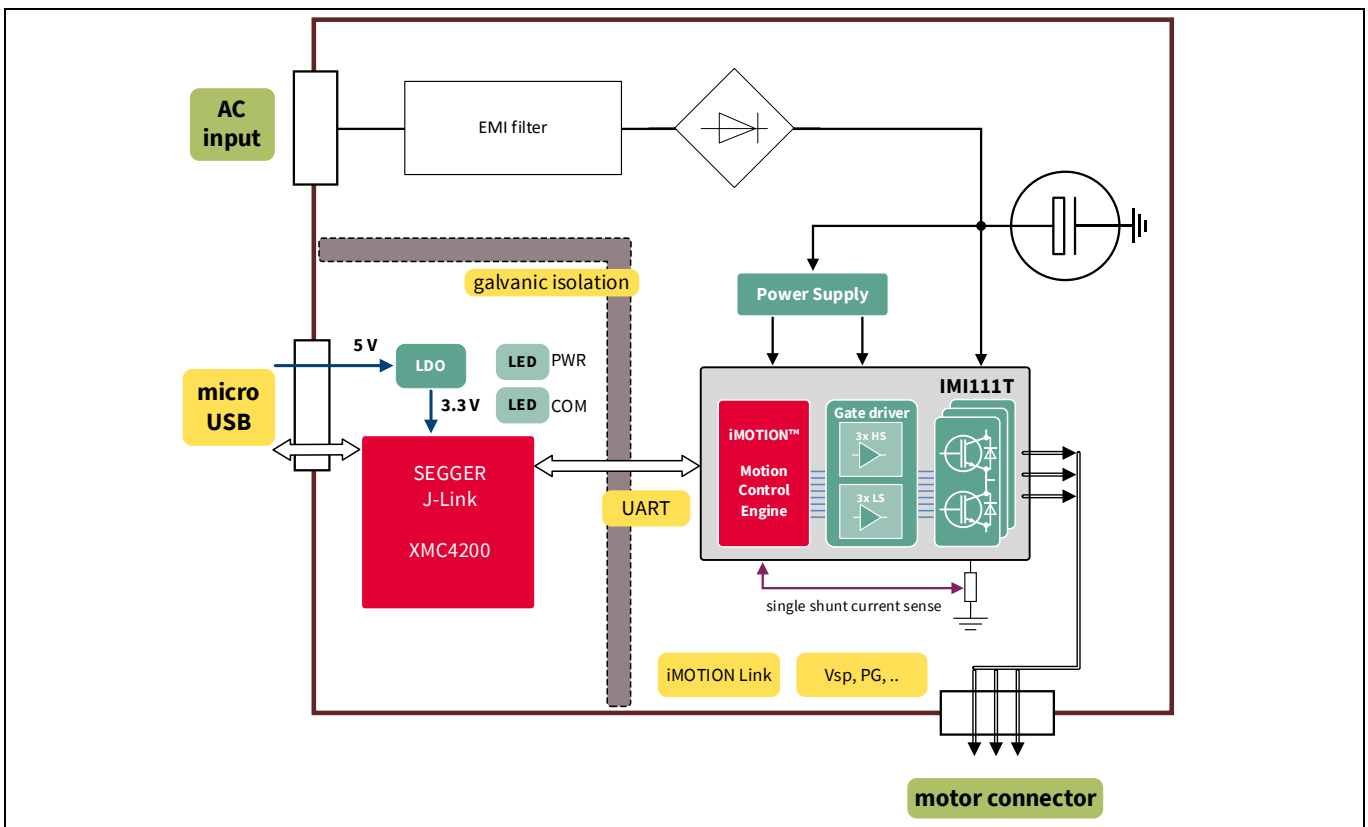 AC
input
EMI filter
galvanic isolation
Power Supply
5 V
LDO
LED PWR
micro
USB
3.3 V
LED COM
IMI111T
iMOTION™
Motion
Control
Engine
Gate driver
3x HS
3x LS
SEGGER
J-Link
XMC4200
UART
single shunt current sense
iMOTION Link
Vsp, PG, ..
motor connector